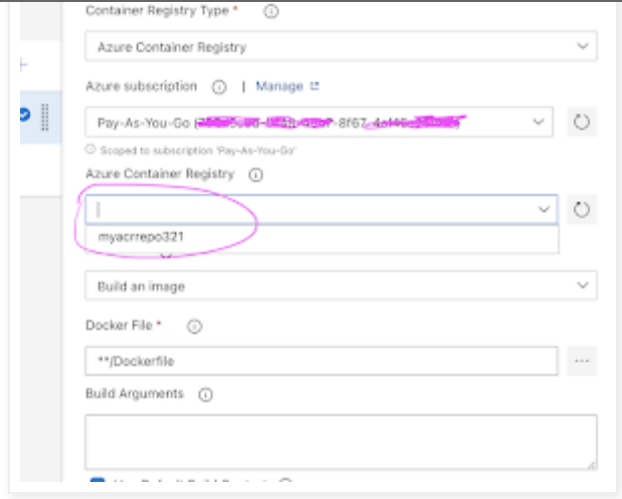 Container Registry Type *
Azure Container Registry
Azure subscription | Manage
Pay-As-You-Go ( -8f67-
Scoped to subscription 'Pay-As-You-Go'
Azure Container Registry
myacrrepo321
Build an image
Docker File *
**/Dockerfile
...
Build Arguments